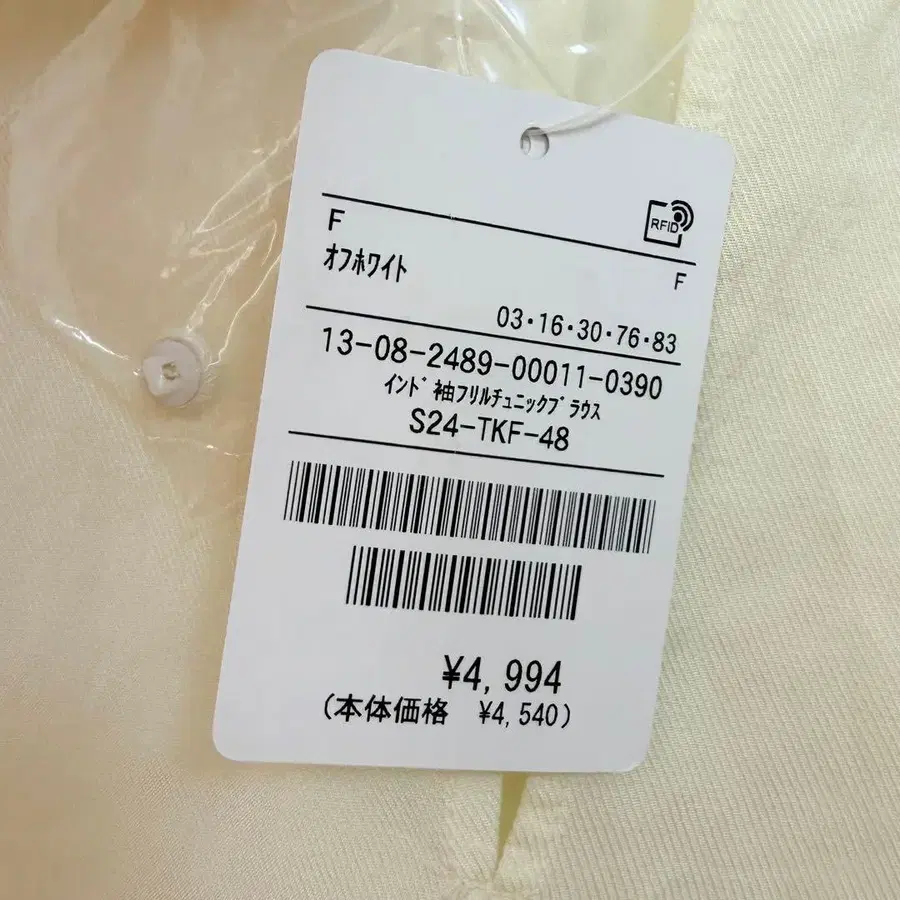 RFID
F
オフホワイト
F
03・16・30・76・83
13-08-2489-00011-0390
インド袖フリルチュニックブラウス
S24-TKF-48
¥4,994
(本体価格 ¥4,540)